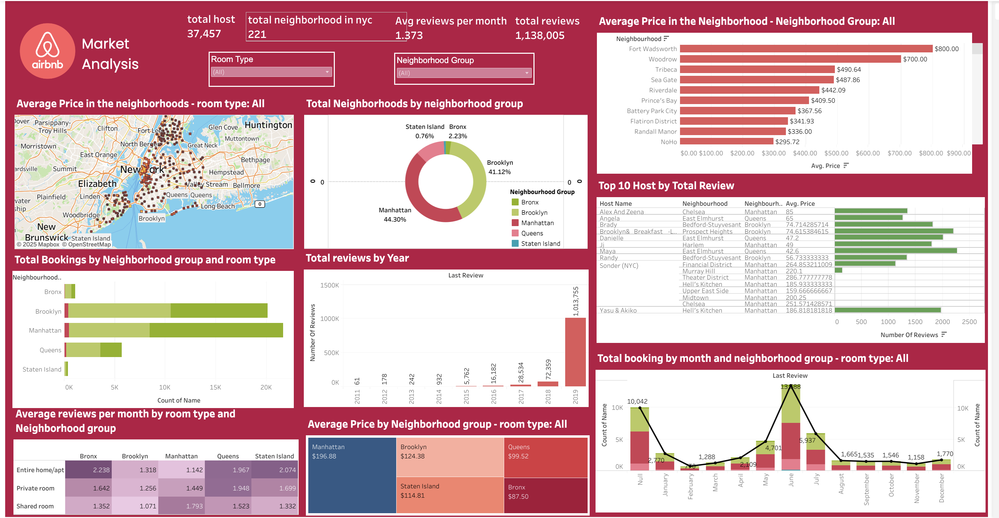 airbnb
Market
Analysis
total host
37,457
total neighborhood in nyc
221
Avg reviews per month
1.373
total reviews
1,138,005
Room Type
(All)
Neighborhood Group
(All)
Average Price in the neighborhoods - room type: All
Dover
Parsippany-
Troy Hills
Clifton
Fort Lee
Glen Cove
Huntington
Muttontown
Morristown
North Bergen
Great Neck
East Orange
Bethpage
ardsville
Summit
New York
Hempstead
Elizabeth
Valley Stream
Bellmore
Plainfield
Linden
Queens
Queens
water
ship
Long Beach
0
Woodbridge
Brooklyn
New
Brunswick
Staten Island
© 2025 Mapbox © OpenStreetMap
Total Neighborhoods by neighborhood group
Staten Island
0.76%
Bronx
2.23%
Brooklyn
41.12%
0
0
0
0
Manhattan
44.30%
Neighbourhood Group
Bronx
Brooklyn
Manhattan
Queens
Staten Island
Total Bookings by Neighborhood group and room type
Neighbourhood..
Bronx
Brooklyn
Manhattan
Queens
Staten Island
0K 5K 10K 15K 20K
Count of Name
Total reviews by Year
Last Review
Number Of Reviews
1500K
1000K
500K
0K
61
178
242
932
5,762
16,182
28,534
72,359
1,013,755
2011 2012 2013 2014 2015 2016 2017 2018 2019
Average reviews per month by room type and
Neighborhood group
Bronx Brooklyn Manhattan Queens Staten Island
Entire home/apt 2.238 1.318 1.142 1.967 2.074
Private room 1.642 1.256 1.449 1.948 1.699
Shared room 1.352 1.071 1.793 1.523 1.332
Average Price by Neighborhood group - room type: All
Manhattan
$196.88
Brooklyn
$124.38
Staten Island
$114.81
Queens
$99.52
Bronx
$87.50
Average Price in the Neighborhood - Neighborhood Group: All
Neighbourhood
Fort Wadsworth $800.00
Woodrow $700.00
Tribeca $490.64
Sea Gate $487.86
Riverdale $442.09
Prince's Bay $409.50
Battery Park City $367.56
Flatiron District $341.93
Randall Manor $336.00
NoHo $295.72
$0.00 $100.00 $200.00 $300.00 $400.00 $500.00 $600.00 $700.00 $800.00 $900.00
Avg. Price
Top 10 Host by Total Review
Host Name Neighbourhood Neighbourh.. Avg. Price
Alex And Zeena Chelsea Manhattan 85
Angela East Elmhurst Queens 65
Brady Bedford-Stuyvesant Brooklyn 74.714285714
Brooklyn& Breakfast -L.. Prospect Heights Brooklyn 74.615384615
Danielle East Elmhurst Queens 47.2
Jj Harlem Manhattan 49
Maya East Elmhurst Queens 42.6
Randy Bedford-Stuyvesant Brooklyn 56.733333333
Sonder (NYC) Financial District Manhattan 264.853211009
Murray Hill Manhattan 220.1
Theater District Manhattan 286.777777778
Hell's Kitchen Manhattan 185.933333333
Upper East Side Manhattan 159.666666667
Midtown Manhattan 200.25
Chelsea Manhattan 251.571428571
Yasu & Akiko Hell's Kitchen Manhattan 186.818181818
0 500 1000 1500 2000 2500
Number Of Reviews
Total booking by month and neighborhood group - room type: All
Last Review
Count of Name
10K
5K
0K
10,042
2,770
1,288
2,109
4,701
5,937
1,665
1,535
1,546
1,158
1,770
10K
5K
0K
Count of Name
Null January February March April May June July August September October November December